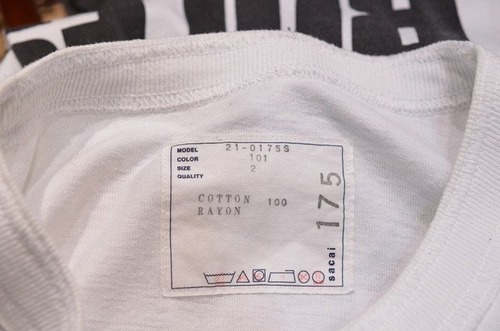 MODEL 21-0175S
COLOR 101
SIZE 2
QUALITY
COTTON 100
RAYON
175
sacai